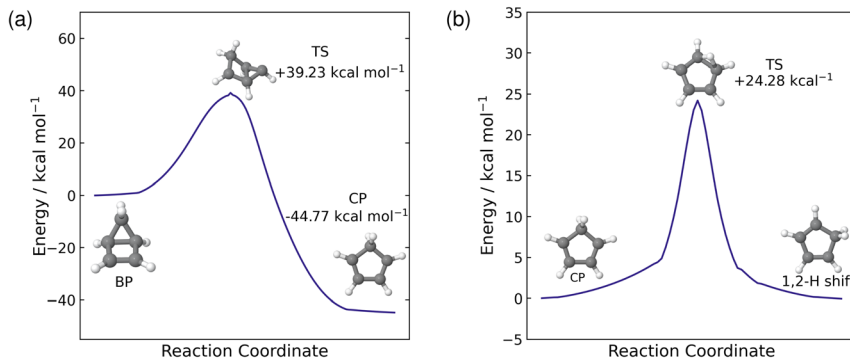 (a)
60
40
20
0
−20
−40
Energy / kcal mol⁻¹
Reaction Coordinate
TS
+39.23 kcal mol⁻¹
CP
-44.77 kcal mol⁻¹
BP
(b)
35
30
25
20
15
10
5
0
−5
Energy / kcal mol⁻¹
Reaction Coordinate
TS
+24.28 kcal⁻¹
CP
1,2-H shif